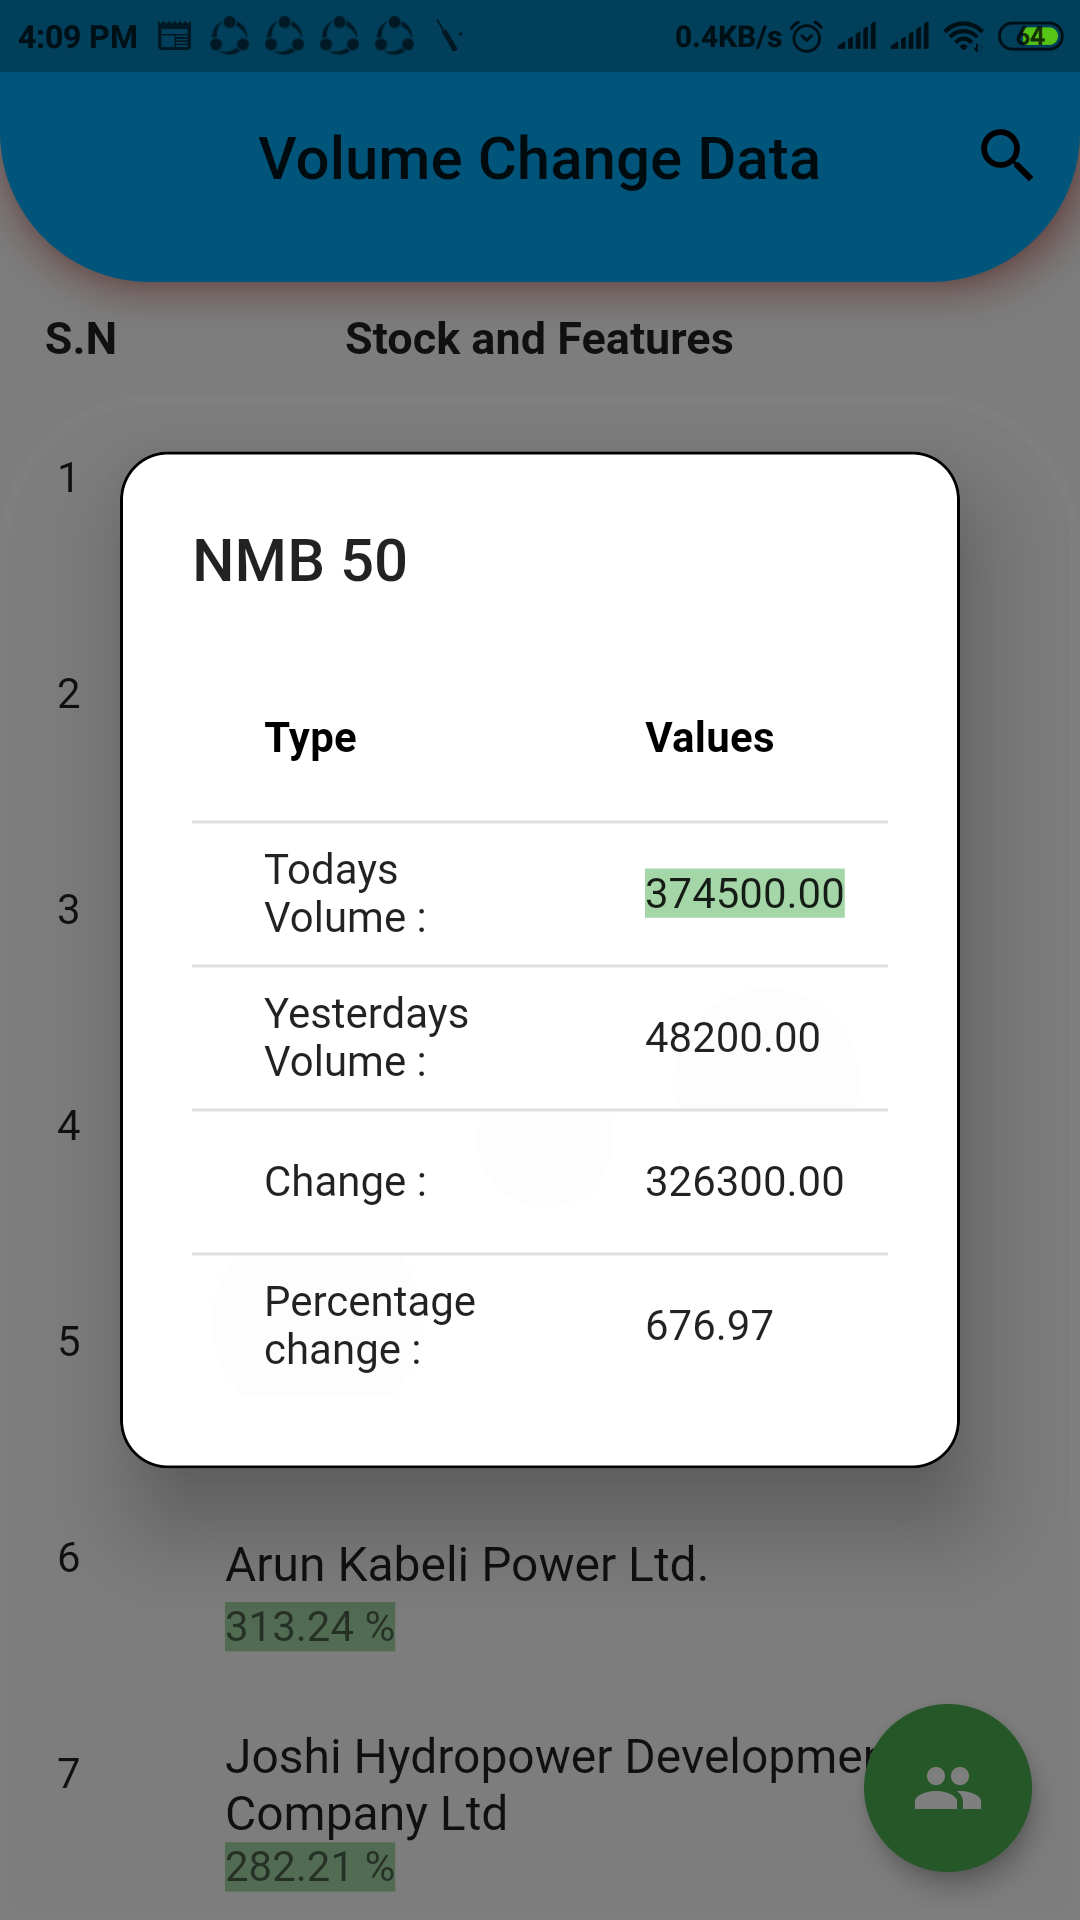 4:09 PM 0.4KB/s 64
Volume Change Data
S.N Stock and Features
1
NMB 50
2
Type Values
Todays
Volume :
374500.00
3
Yesterdays
Volume :
48200.00
4
Change : 326300.00
5
Percentage
change :
676.97
6 Arun Kabeli Power Ltd.
313.24 %
7 Joshi Hydropower Developmen
Company Ltd
282.21 %